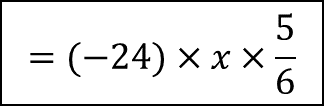 = (−24) × x × 5/6